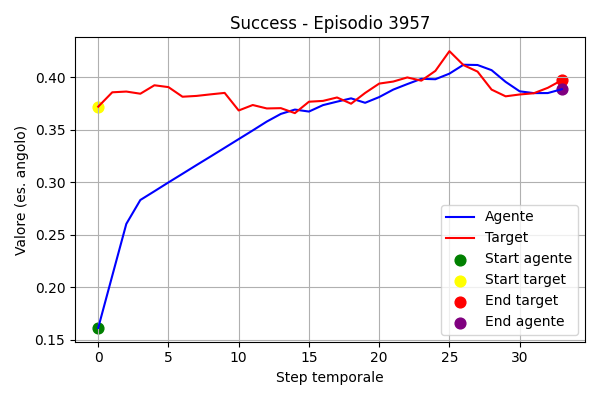 Success - Episodio 3957
Valore (es. angolo)
0.40
0.35
0.30
0.25
0.20
0.15
0
5
10
15
20
25
30
Step temporale
Agente
Target
Start agente
Start target
End target
End agente